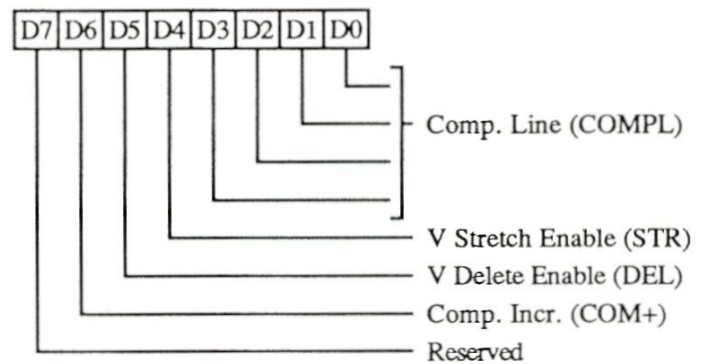 D7 D6 D5 D4 D3 D2 D1 D0
Comp. Line (COMPL)
V Stretch Enable (STR)
V Delete Enable (DEL)
Comp. Incr. (COM+)
Reserved